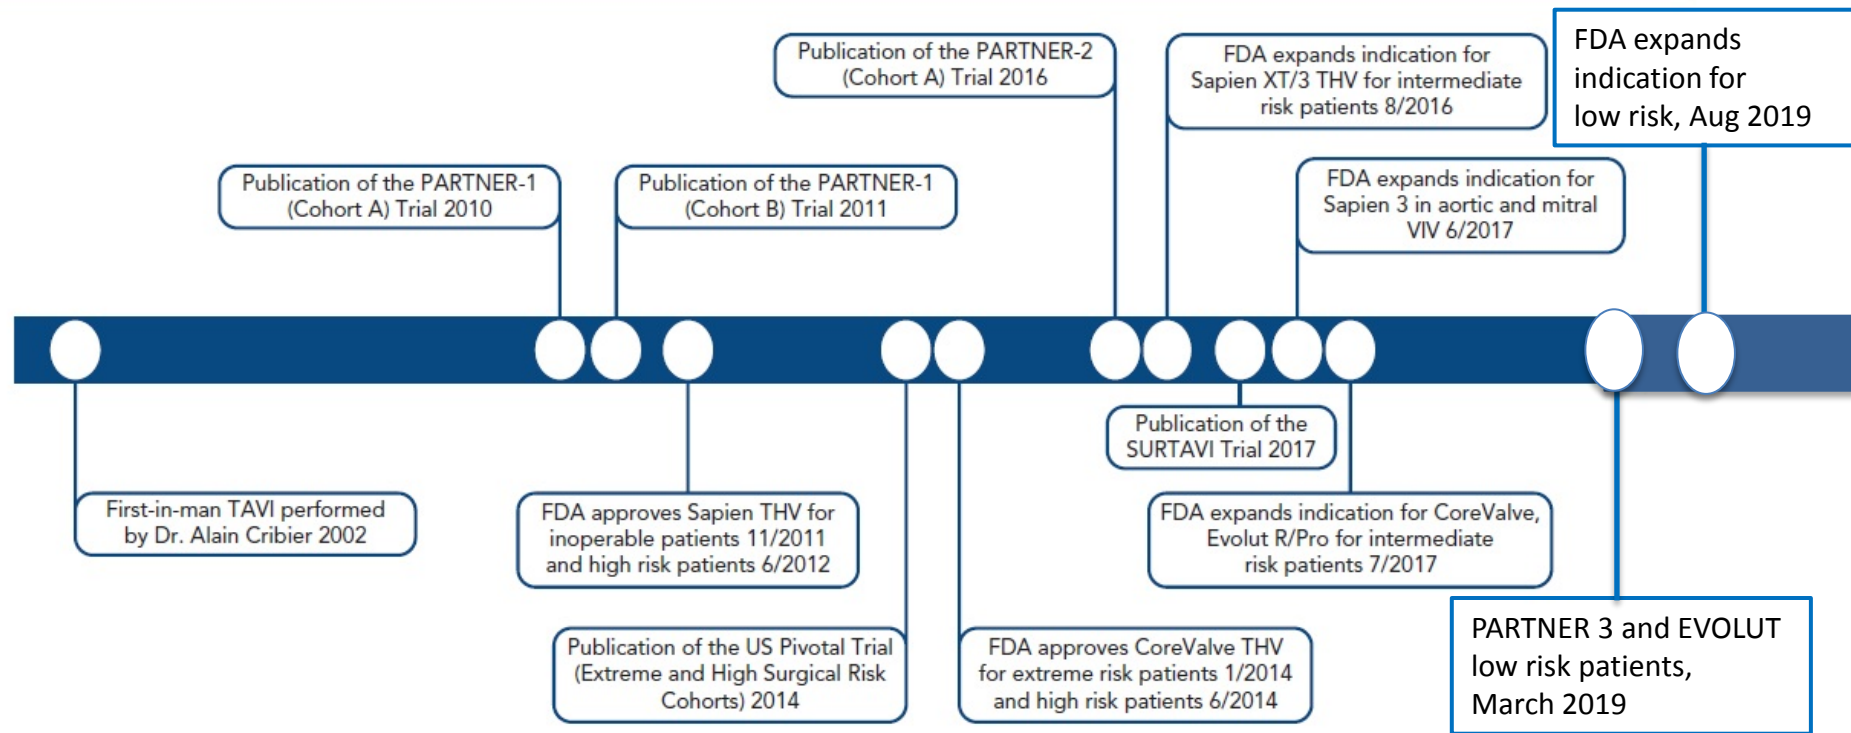 Publication of the PARTNER-2
(Cohort A) Trial 2016
FDA expands indication for
Sapien XT/3 THV for intermediate
risk patients 8/2016
FDA expands
indication for
low risk, Aug 2019
Publication of the PARTNER-1
(Cohort A) Trial 2010
Publication of the PARTNER-1
(Cohort B) Trial 2011
FDA expands indication for
Sapien 3 in aortic and mitral
VIV 6/2017
Publication of the
SURTAVI Trial 2017
First-in-man TAVI performed
by Dr. Alain Cribier 2002
FDA approves Sapien THV for
inoperable patients 11/2011
and high risk patients 6/2012
FDA expands indication for CoreValve,
Evolut R/Pro for intermediate
risk patients 7/2017
Publication of the US Pivotal Trial
(Extreme and High Surgical Risk
Cohorts) 2014
FDA approves CoreValve THV
for extreme risk patients 1/2014
and high risk patients 6/2014
PARTNER 3 and EVOLUT
low risk patients,
March 2019